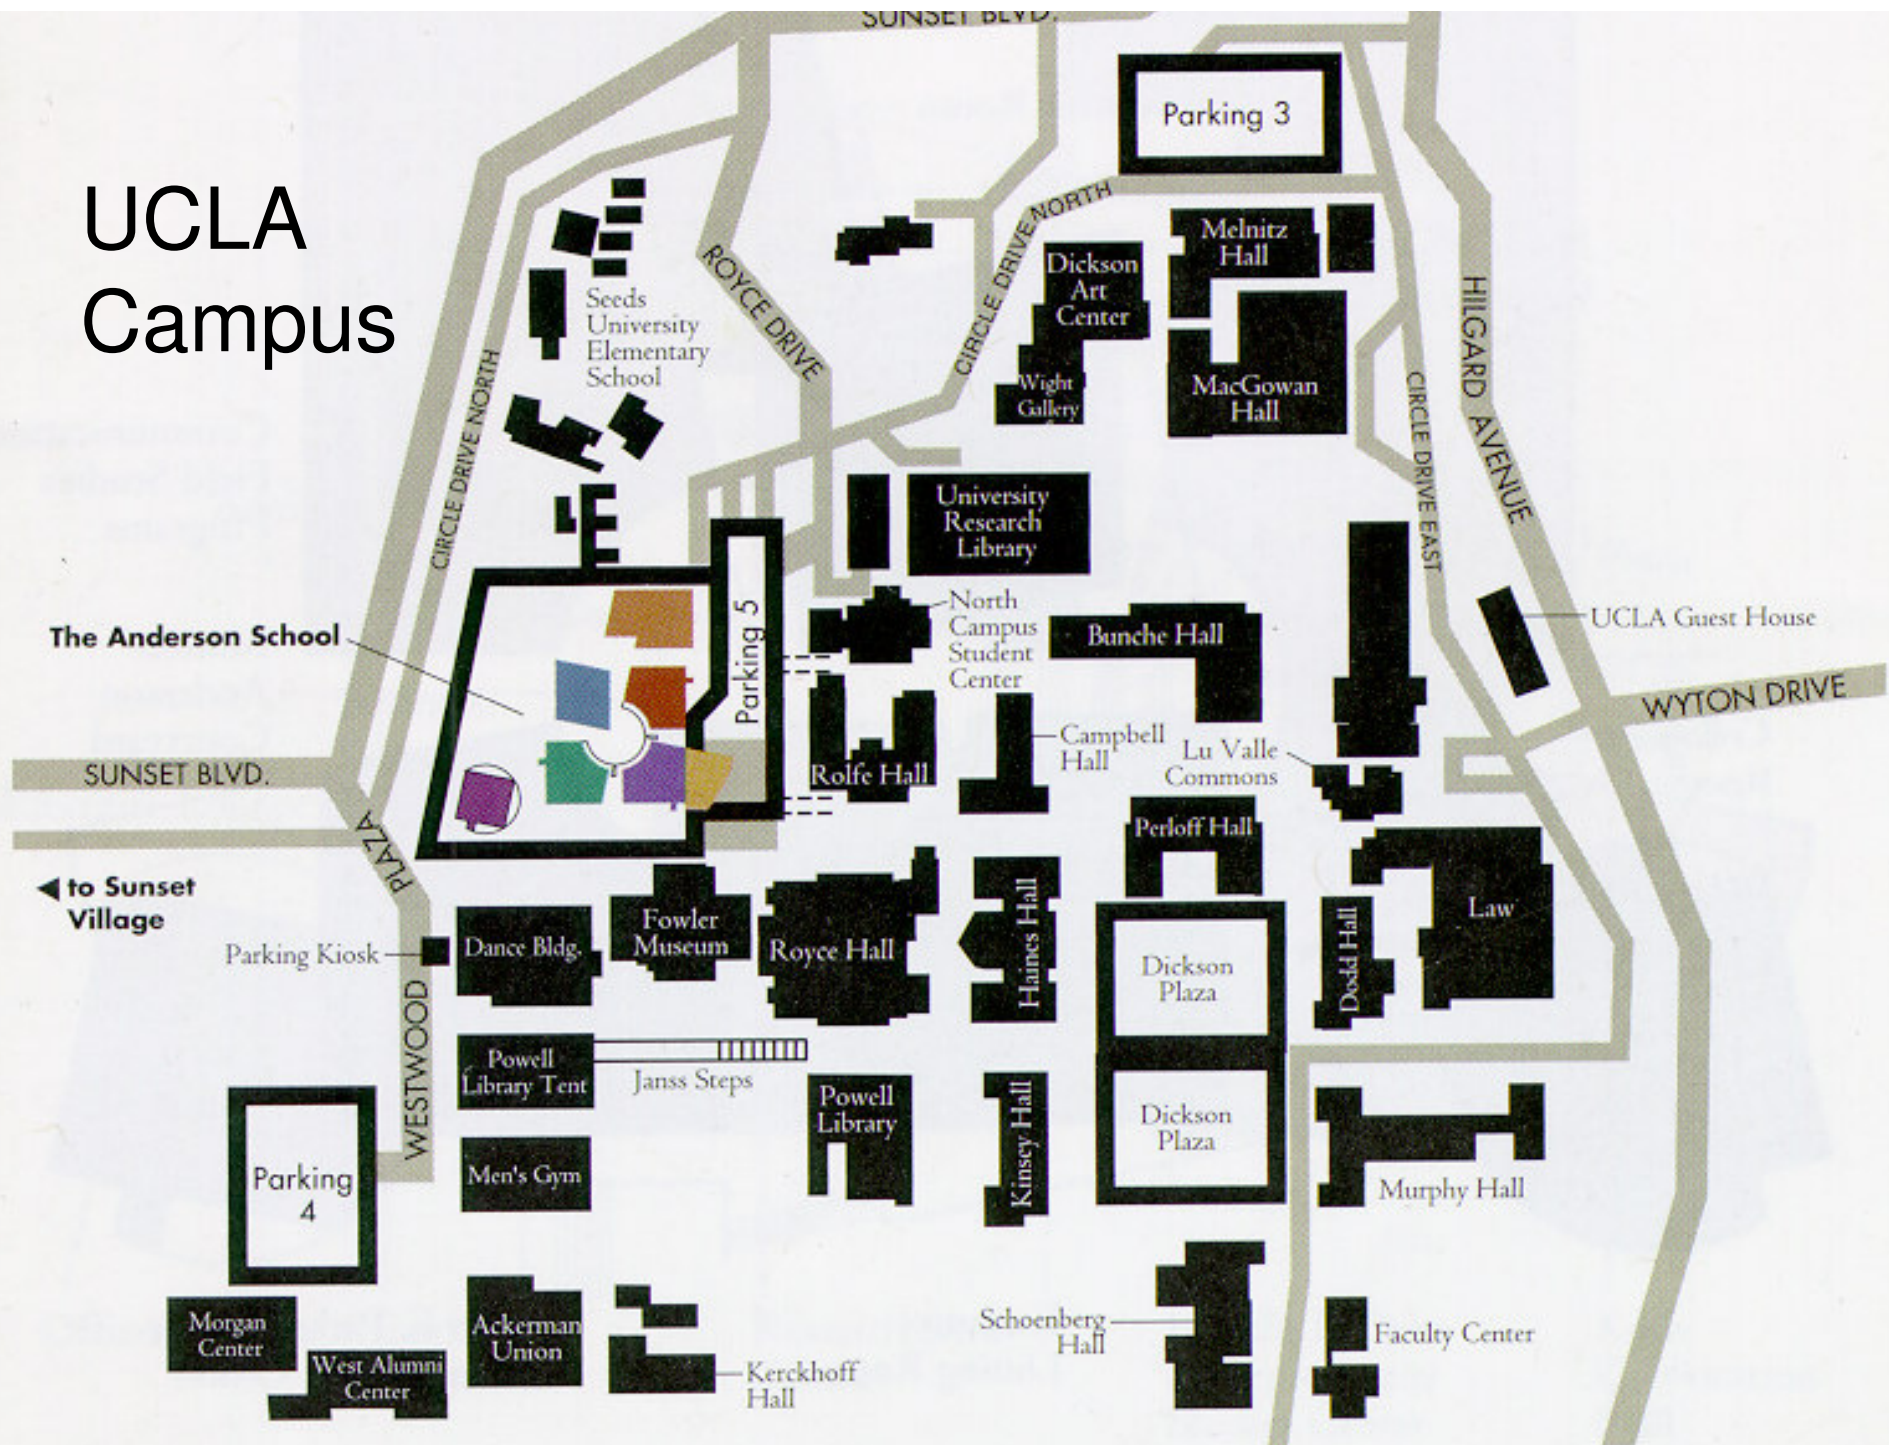 SUNSET BLVD.
Parking 3
UCLA
Campus
CIRCLE DRIVE NORTH
Melnitz
Hall
Dickson
Art
Center
ROYCE DRIVE
HILGARD AVENUE
Seeds
University
Elementary
School
CIRCLE DRIVE NORTH
Wight
Gallery
MacGowan
Hall
CIRCLE DRIVE EAST
University
Research
Library
North
Campus
Student
Center
Parking 5
The Anderson School
Bunche Hall
UCLA Guest House
WYTON DRIVE
Campbell
Hall
Lu Valle
Commons
SUNSET BLVD.
Rolfe Hall
PLAZA
Perloff Hall
to Sunset
Village
Parking Kiosk
Dance Bldg.
Fowler
Museum
Royce Hall
Haines Hall
Dickson
Plaza
Dodd Hall
Law
WESTWOOD
Powell
Library Tent
Janss Steps
Powell
Library
Kinsey Hall
Dickson
Plaza
Parking
4
Men's Gym
Murphy Hall
Morgan
Center
West Alumni
Center
Ackerman
Union
Kerckhoff
Hall
Schoenberg
Hall
Faculty Center